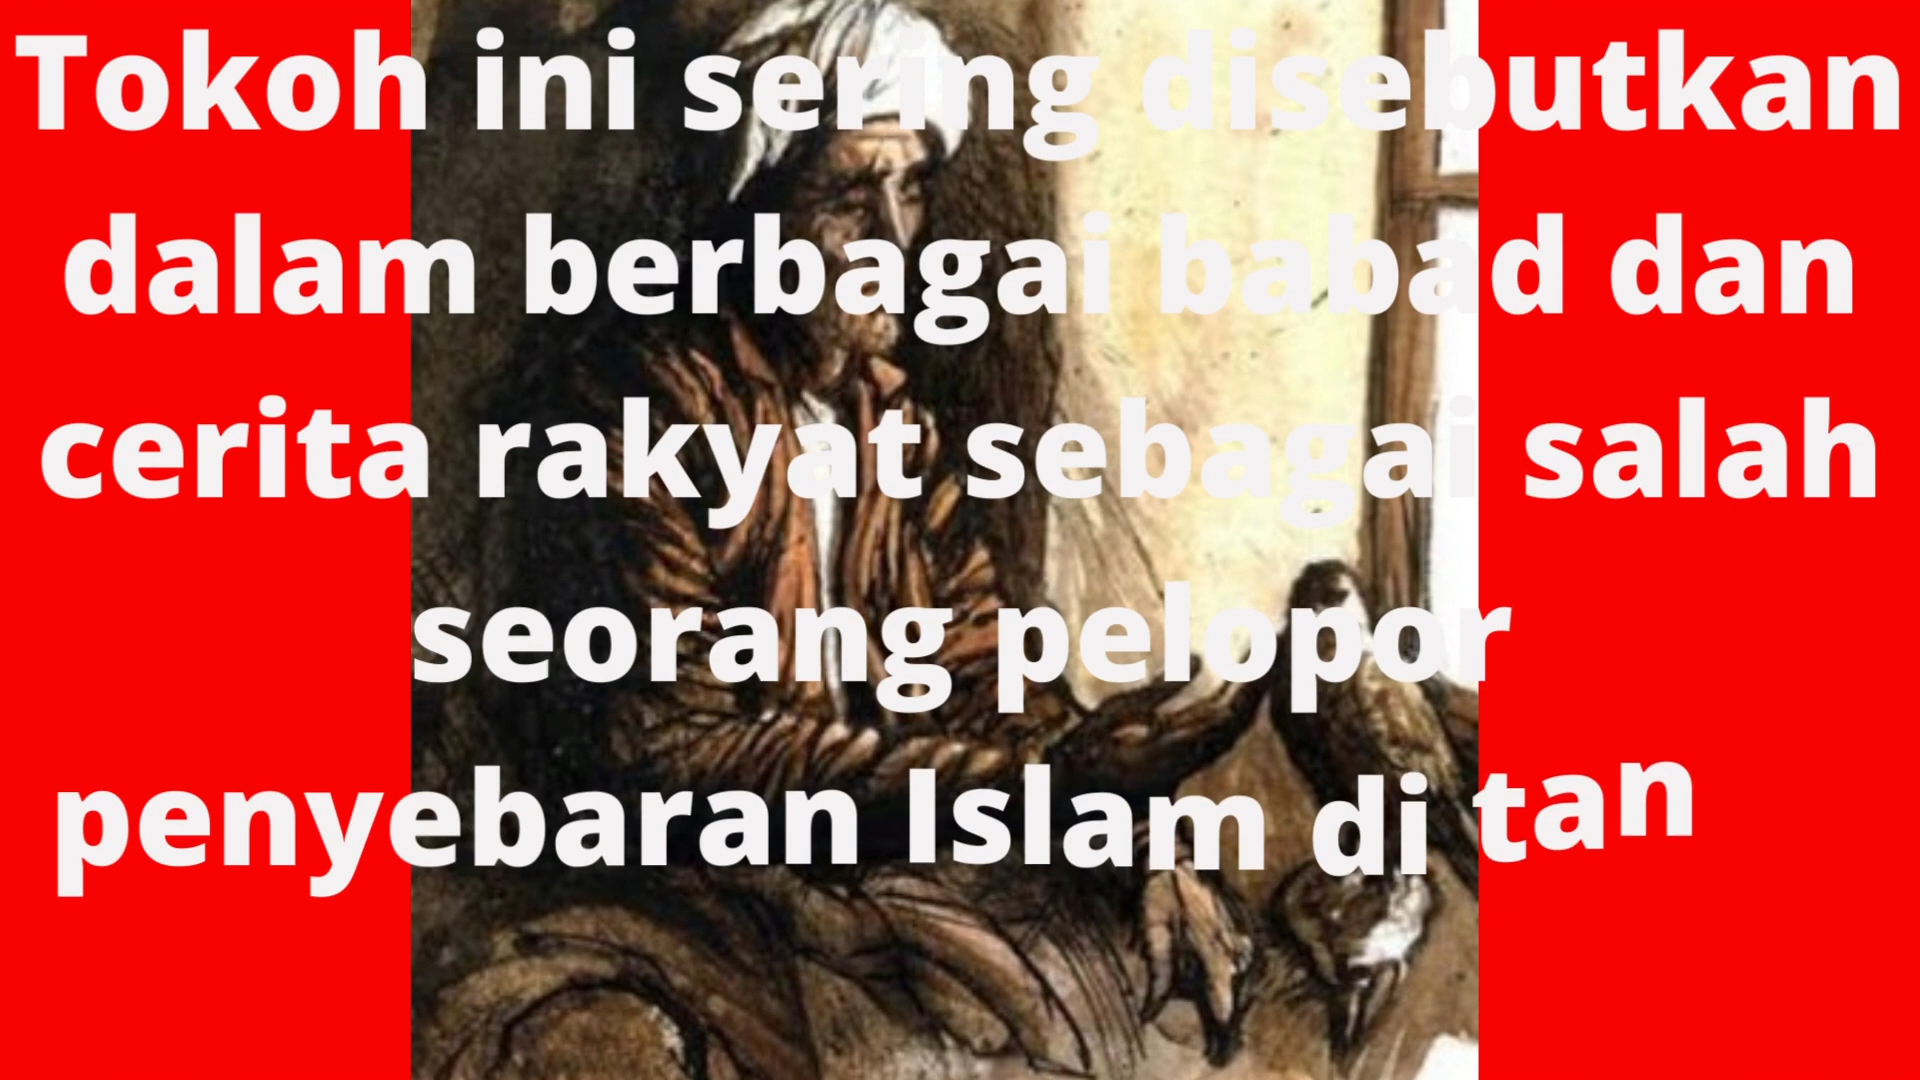 Tokoh ini sering disebutkan
dalam berbagai babad dan
cerita rakyat sebagai salah
seorang pelopor
penyebaran Islam di tan